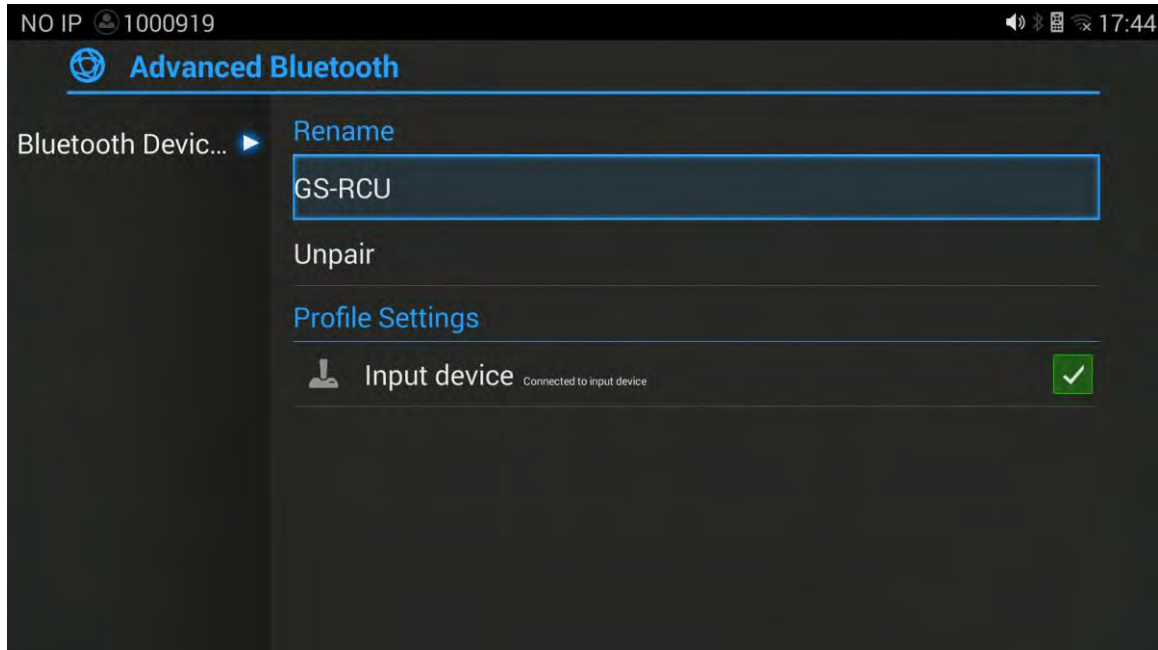 NO IP 1000919 17:44
Advanced Bluetooth
Bluetooth Devic...
Rename
GS-RCU
Unpair
Profile Settings
Input device Connected to input device